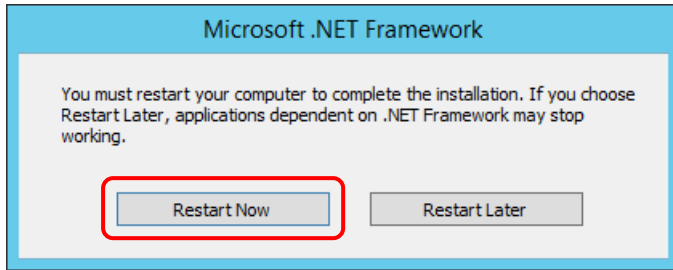 Microsoft .NET Framework
You must restart your computer to complete the installation. If you choose
Restart Later, applications dependent on .NET Framework may stop
working.
Restart Now
Restart Later